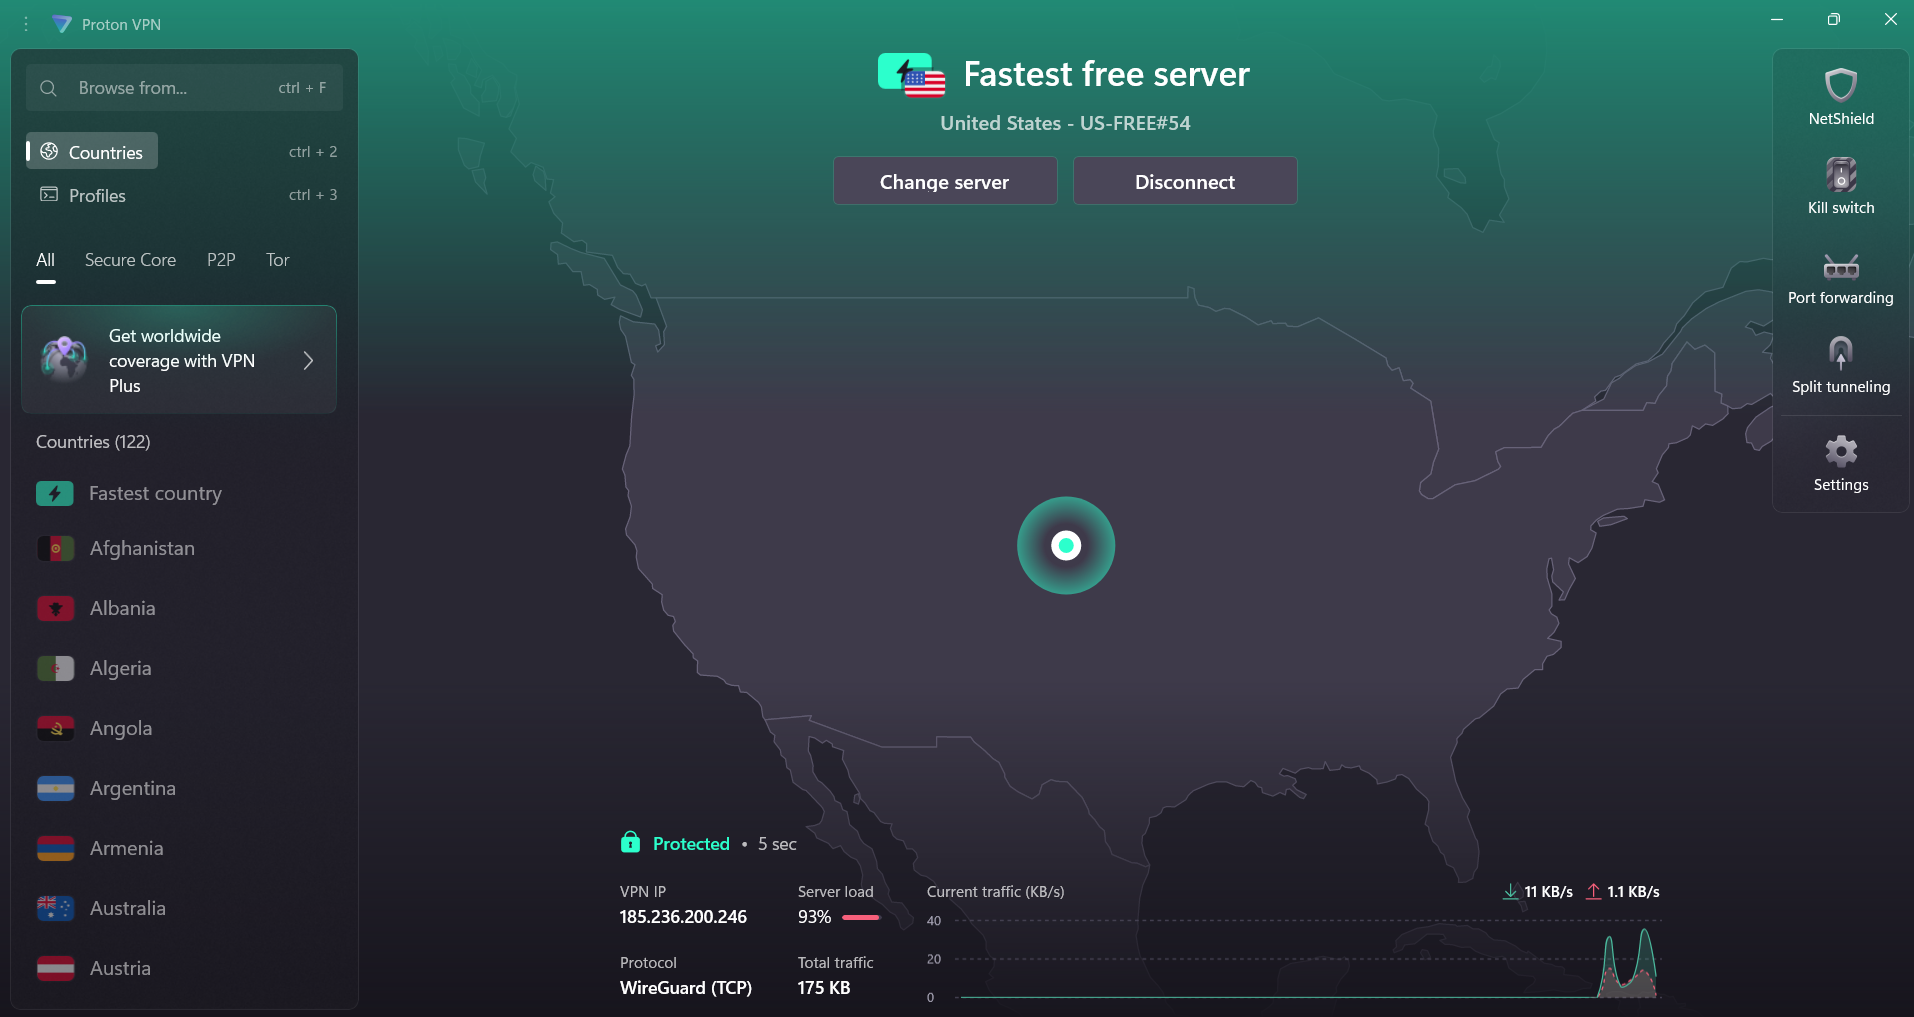 Proton VPN
Browse from...
ctrl + F
Countries
ctrl + 2
Profiles
ctrl + 3
All
Secure Core
P2P
Tor
Get worldwide
coverage with VPN
Plus
Countries (122)
Fastest country
Afghanistan
Albania
Algeria
Angola
Argentina
Armenia
Australia
Austria
Fastest free server
United States - US-FREE#54
Change server
Disconnect
Protected • 5 sec
VPN IP
185.236.200.246
Server load
93%
Protocol
WireGuard (TCP)
Total traffic
175 KB
Current traffic (KB/s)
11 KB/s
1.1 KB/s
40
20
0
NetShield
Kill switch
Port forwarding
Split tunneling
Settings